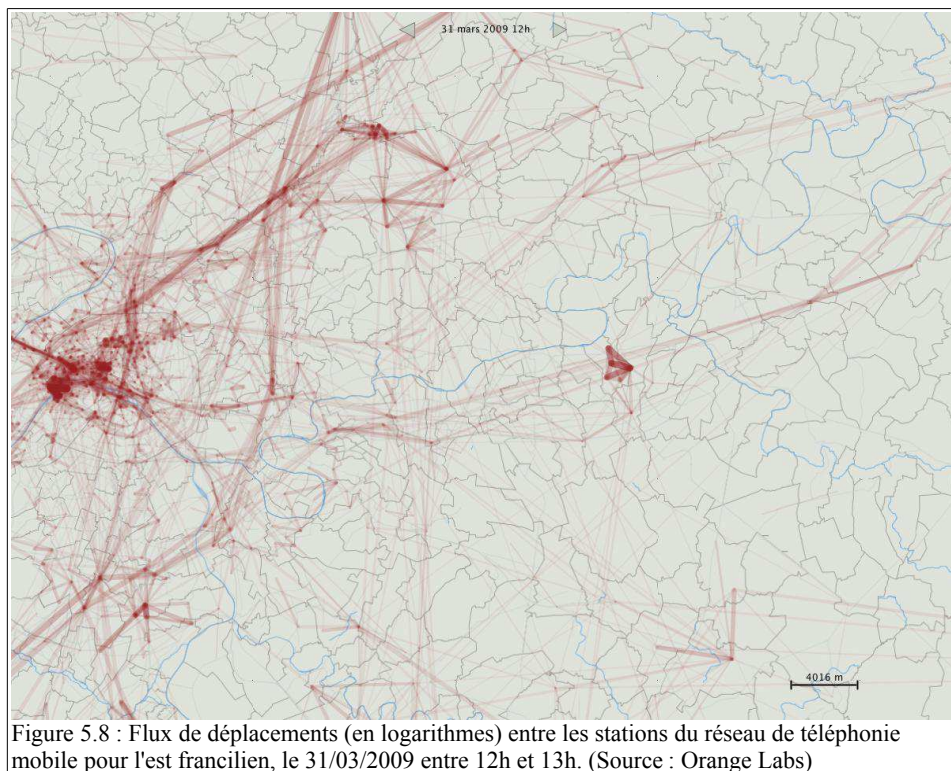 31 mars 2009 12h
4016 m
Figure 5.8 : Flux de déplacements (en logarithmes) entre les stations du réseau de téléphonie
mobile pour l'est francilien, le 31/03/2009 entre 12h et 13h. (Source : Orange Labs)